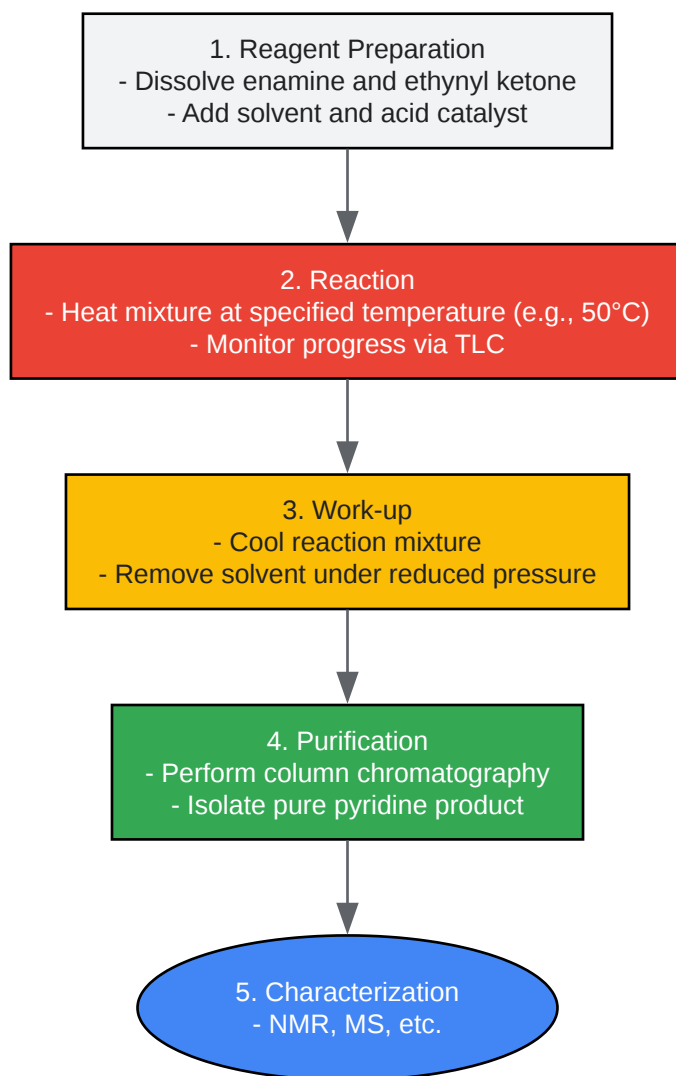 1. Reagent Preparation
- Dissolve enamine and ethynyl ketone
- Add solvent and acid catalyst
2. Reaction
- Heat mixture at specified temperature (e.g., 50°C)
- Monitor progress via TLC
3. Work-up
- Cool reaction mixture
- Remove solvent under reduced pressure
4. Purification
- Perform column chromatography
- Isolate pure pyridine product
5. Characterization
- NMR, MS, etc.